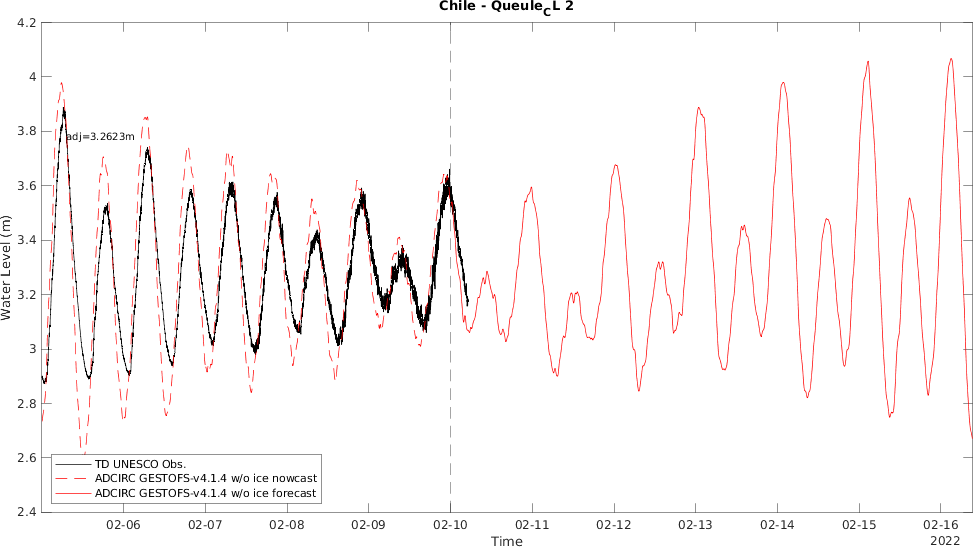 Chile - Queule_CL 2
4.2
4
3.8
3.6
3.4
3.2
3
2.8
2.6
2.4
Water Level (m)
adj=3.2623m
TD UNESCO Obs.
ADCIRC GESTOFS-v4.1.4 w/o ice nowcast
ADCIRC GESTOFS-v4.1.4 w/o ice forecast
02-06 02-07 02-08 02-09 02-10 02-11 02-12 02-13 02-14 02-15 02-16
Time 2022